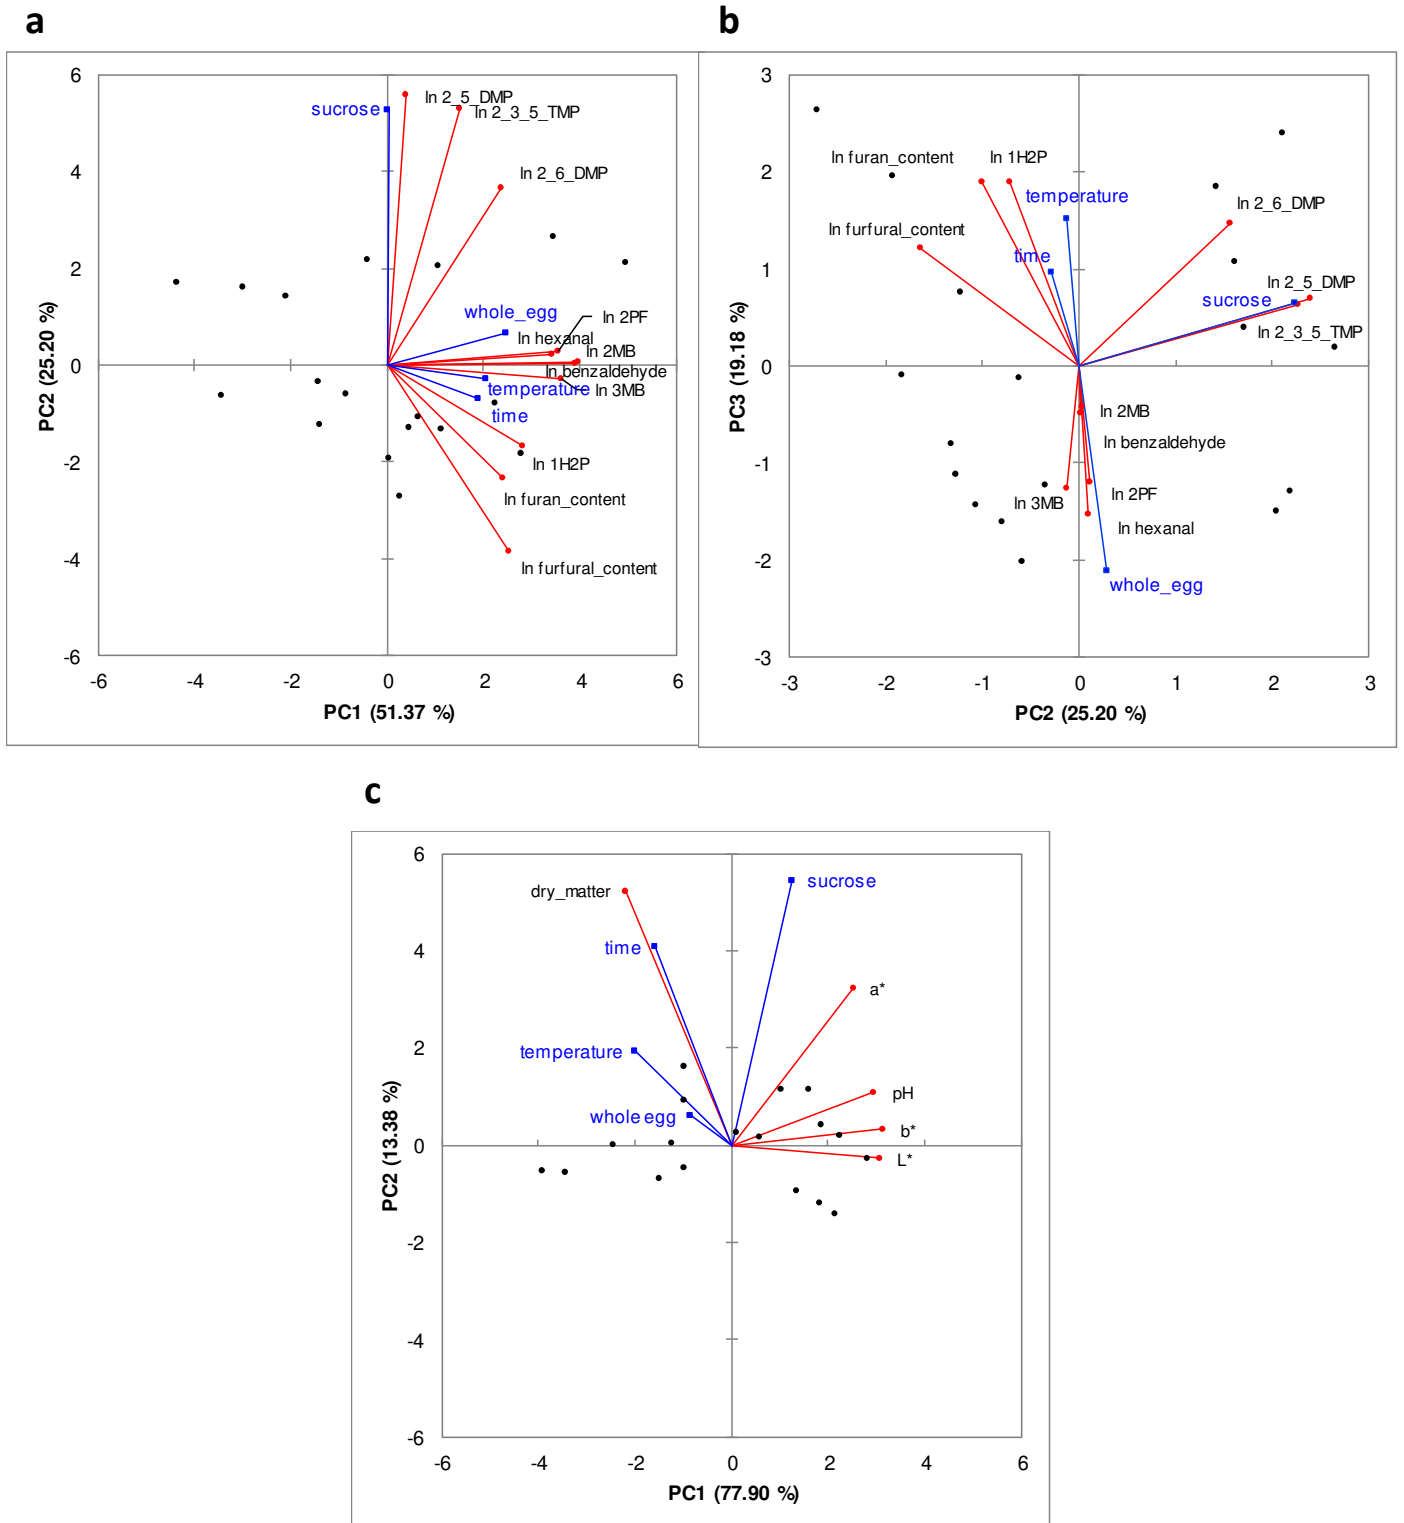 a
6
4
2
0
-2
-4
-6
PC2 (25.20 %)
sucrose
ln 2_5_DMP
ln 2_3_5_TMP
ln 2_6_DMP
whole_egg
ln 2PF
ln hexanal
ln 2MB
ln benzaldehyde
temperature
ln 3MB
time
ln 1H2P
ln furan_content
ln furfural_content
-6 -4 -2 0 2 4 6
PC1 (51.37 %)
b
3
2
1
0
-1
-2
-3
PC3 (19.18 %)
ln furan_content
ln 1H2P
temperature
ln 2_6_DMP
ln furfural_content
time
ln 2_5_DMP
sucrose
ln 2_3_5_TMP
ln 2MB
ln benzaldehyde
ln 3MB
ln 2PF
ln hexanal
whole_egg
-3 -2 -1 0 1 2 3
PC2 (25.20 %)
c
6
4
2
0
-2
-4
-6
PC2 (13.38 %)
dry_matter
sucrose
time
a*
temperature
pH
whole egg
b*
L*
-6 -4 -2 0 2 4 6
PC1 (77.90 %)